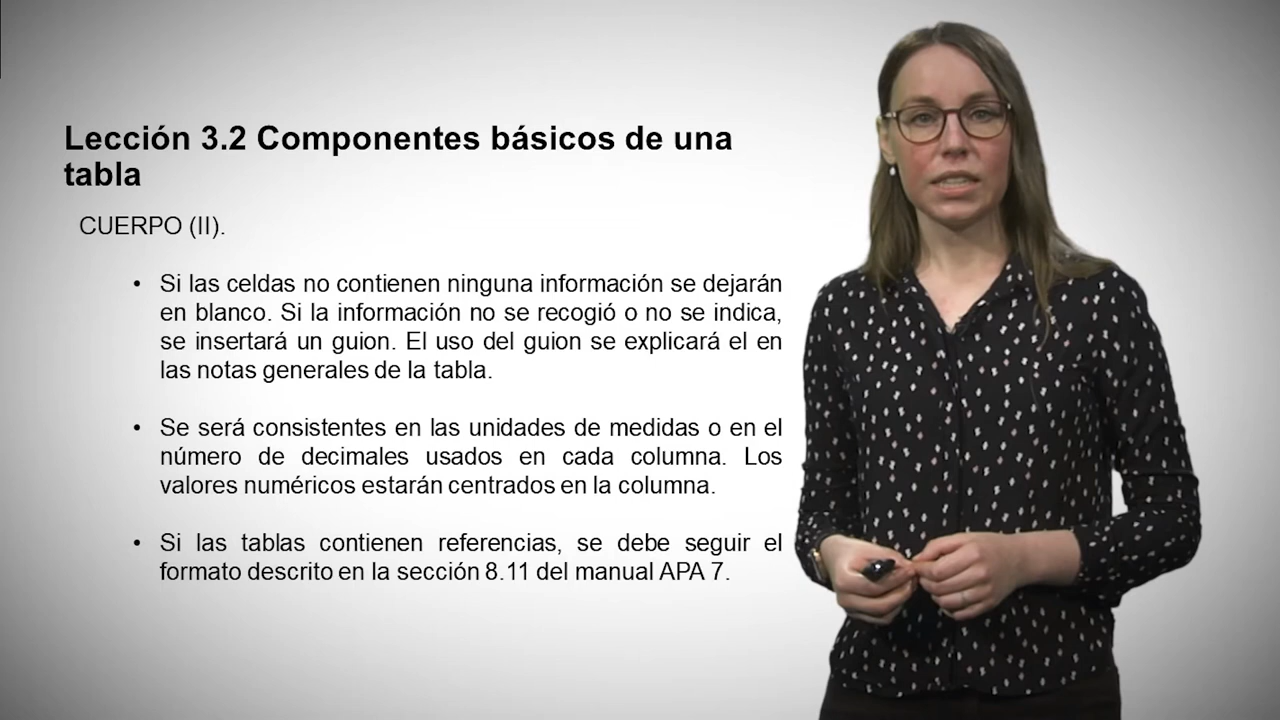 Lección 3.2 Componentes básicos de una
tabla
CUERPO (II).
• Si las celdas no contienen ninguna información se dejarán
en blanco. Si la información no se recogió o no se indica,
se insertará un guion. El uso del guion se explicará el en
las notas generales de la tabla.
• Se será consistentes en las unidades de medidas o en el
número de decimales usados en cada columna. Los
valores numéricos estarán centrados en la columna.
• Si las tablas contienen referencias, se debe seguir el
formato descrito en la sección 8.11 del manual APA 7.